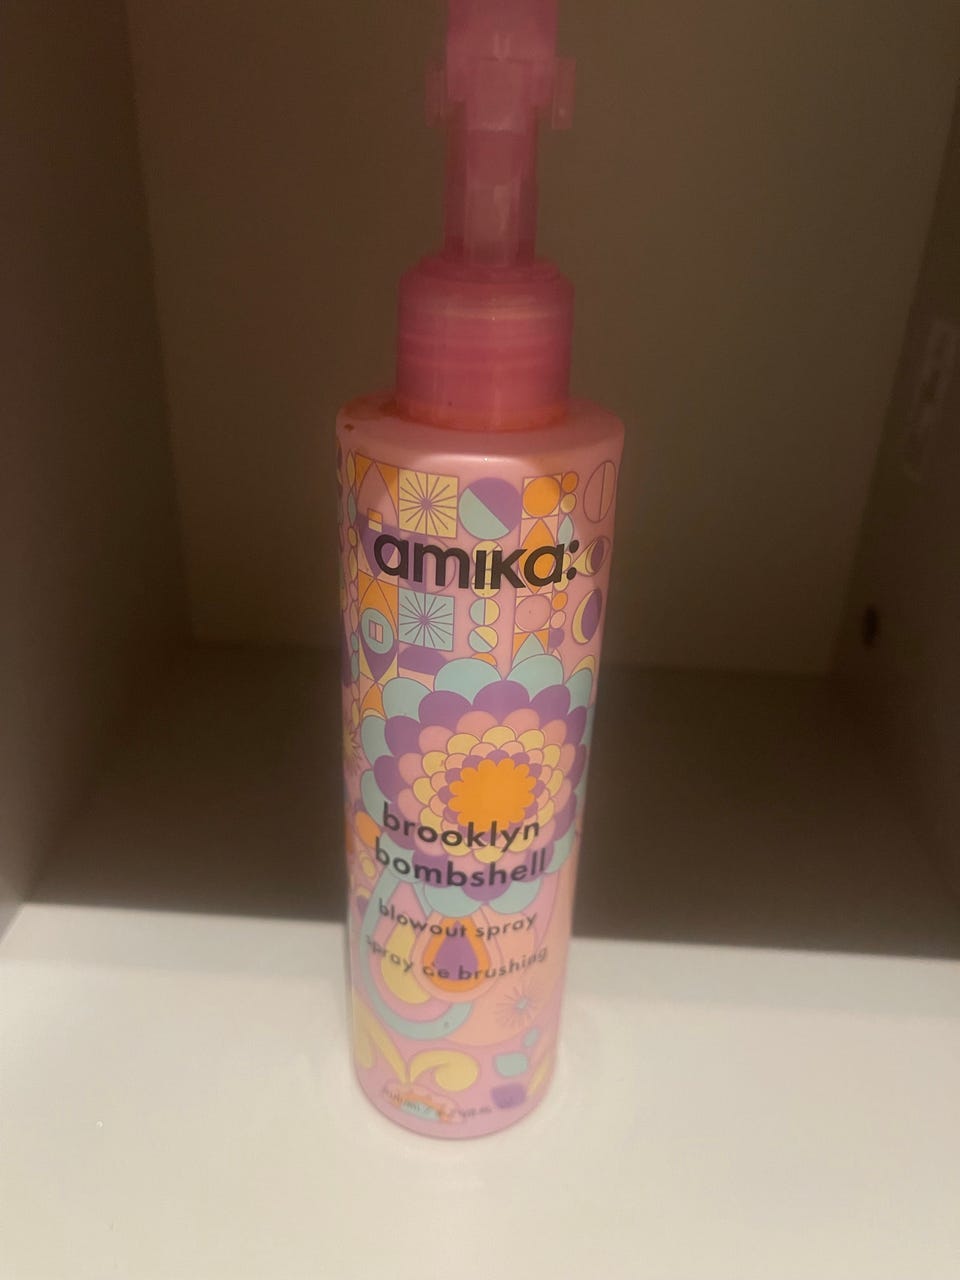 amika:
brooklyn
bombshell
blowout spray
spray de brushing